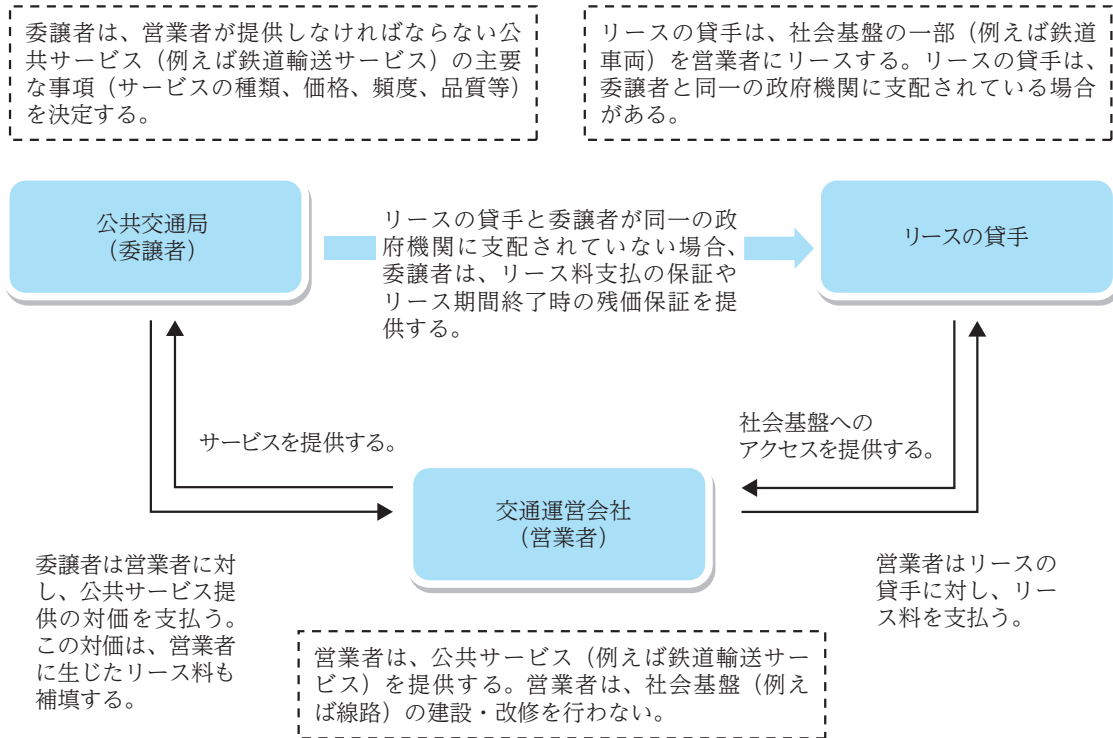 委譲者は、営業者が提供しなければならない公
共サービス（例えば鉄道輸送サービス）の主要
な事項（サービスの種類、価格、頻度、品質等）
を決定する。
リースの貸手は、社会基盤の一部（例えば鉄道
車両）を営業者にリースする。リースの貸手は、
委譲者と同一の政府機関に支配されている場合
がある。
公共交通局
（委譲者）
リースの貸手と委譲者が同一の政
府機関に支配されていない場合、
委譲者は、リース料支払の保証や
リース期間終了時の残価保証を提
供する。
リースの貸手
サービスを提供する。
社会基盤への
アクセスを提供する。
交通運営会社
（営業者）
委譲者は営業者に対
し、公共サービス提
供の対価を支払う。
この対価は、営業者
に生じたリース料も
補填する。
営業者はリースの
貸手に対し、リー
ス料を支払う。
営業者は、公共サービス（例えば鉄道輸送サー
ビス）を提供する。営業者は、社会基盤（例え
ば線路）の建設・改修を行わない。